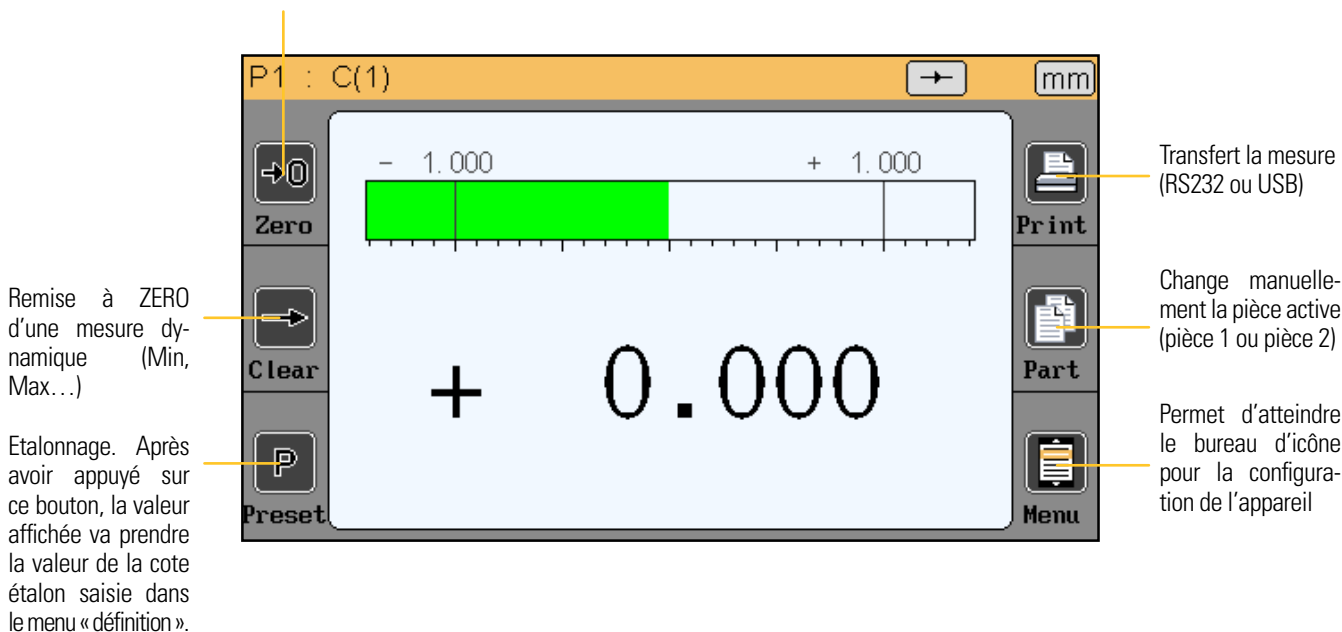 P1 : C(1)
mm
- 1.000
+ 1.000
Zero
Print
Transfert la mesure
(RS232 ou USB)
Remise à ZERO
d'une mesure dy-
namique (Min,
Max…)
Clear
+ 0.000
Part
Change manuelle-
ment la pièce active
(pièce 1 ou pièce 2)
Etalonnage. Après
avoir appuyé sur
ce bouton, la valeur
affichée va prendre
la valeur de la cote
étalon saisie dans
le menu « définition ».
P
Preset
Menu
Permet d'atteindre
le bureau d'icône
pour la configura-
tion de l'appareil